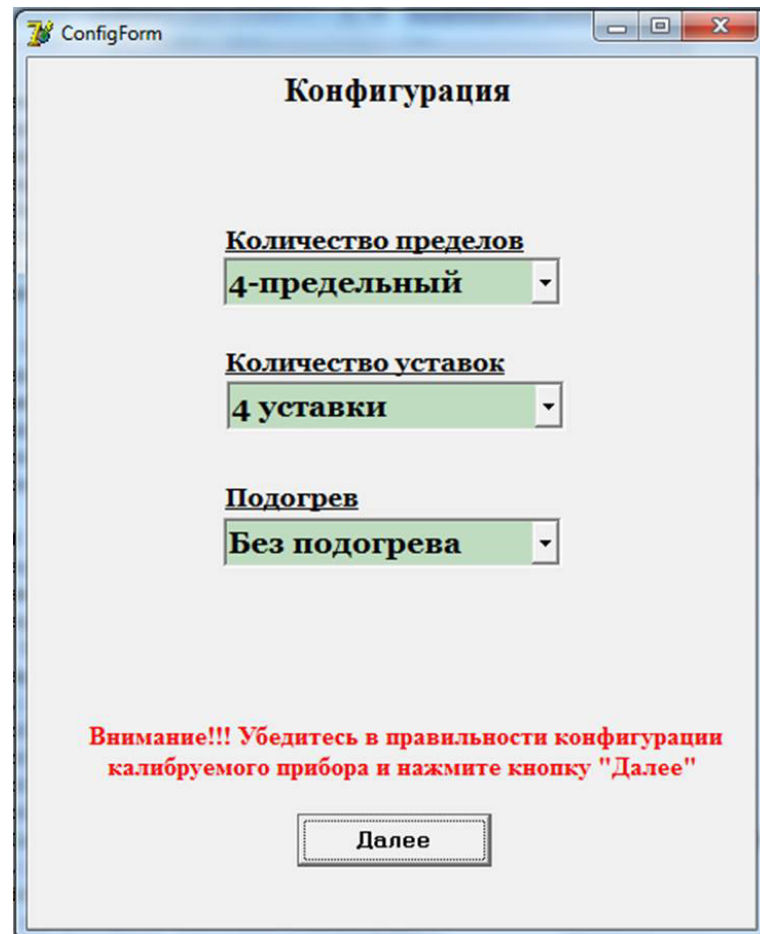 ConfigForm
Конфигурация
Количество пределов
4-предельный
Количество уставок
4 уставки
Подогрев
Без подогрева
Внимание!!! Убедитесь в правильности конфигурации
калибруемого прибора и нажмите кнопку "Далее"
Далее